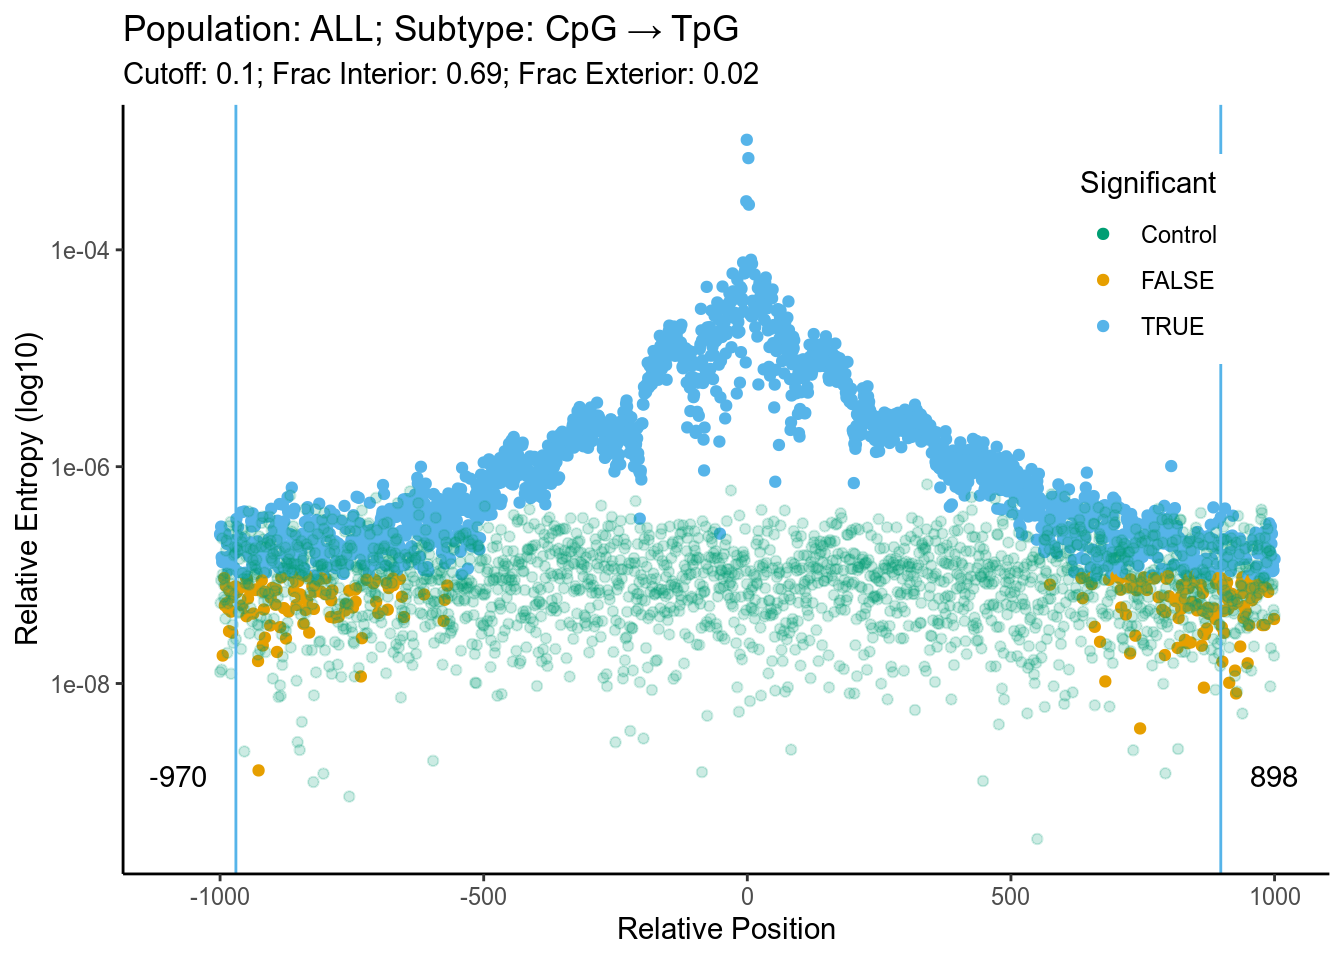 Population: ALL; Subtype: CpG → TpG
Cutoff: 0.1; Frac Interior: 0.69; Frac Exterior: 0.02
Relative Entropy (log10)
1e-04
1e-06
1e-08
Significant
Control
FALSE
TRUE
-970
898
-1000
-500
0
500
1000
Relative Position